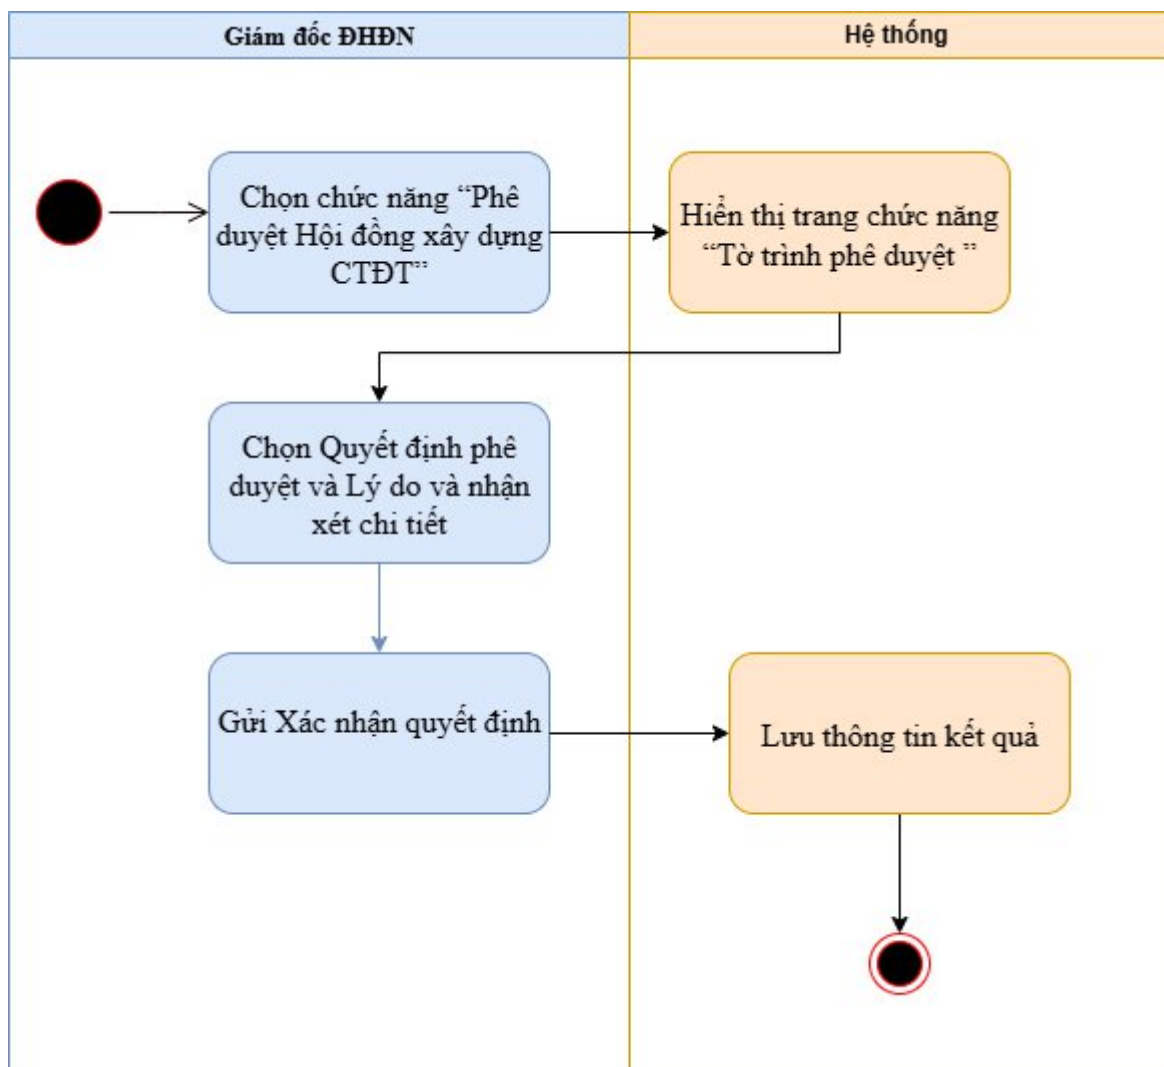 Giám đốc ĐHĐN
Hệ thống
Chọn chức năng “Phê
duyệt Hội đồng xây dựng
CTĐT”
Hiển thị trang chức năng
“Tờ trình phê duyệt ”
Chọn Quyết định phê
duyệt và Lý do và nhận
xét chi tiết
Gửi Xác nhận quyết định
Lưu thông tin kết quả